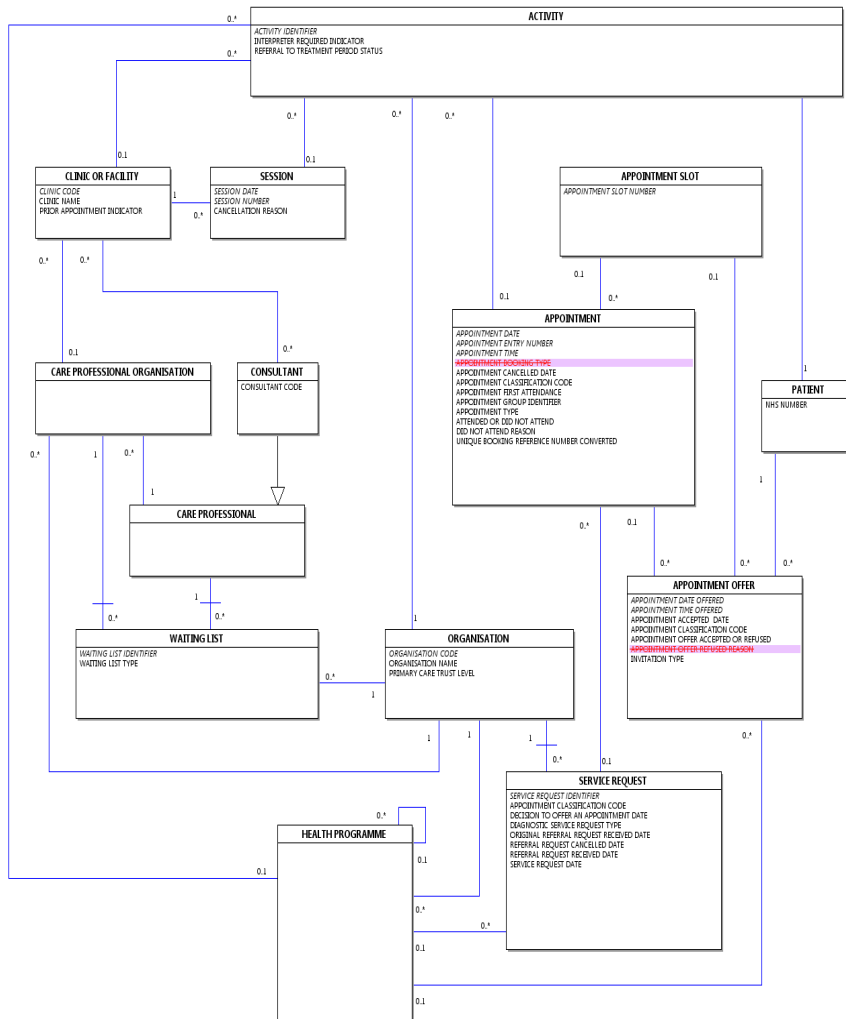 ACTIVITY
0..*
ACTIVITY IDENTIFIER
INTERPRETER REQUIRED INDICATOR
REFERRAL TO TREATMENT PERIOD STATUS
0..*
0..*
0..*
0..*
0..1
0..1
CLINIC OR FACILITY
CLINIC CODE
CLINIC NAME
PRIOR APPOINTMENT INDICATOR
1
0..*
SESSION
SESSION DATE
SESSION NUMBER
CANCELLATION REASON
APPOINTMENT SLOT
APPOINTMENT SLOT NUMBER
0..*
0..*
0..1
0..1
0..1
0..*
APPOINTMENT
APPOINTMENT DATE
APPOINTMENT ENTRY NUMBER
APPOINTMENT TIME
APPOINTMENT BOOKING TYPE
APPOINTMENT CANCELLED DATE
APPOINTMENT CLASSIFICATION CODE
APPOINTMENT FIRST ATTENDANCE
APPOINTMENT GROUP IDENTIFIER
APPOINTMENT TYPE
ATTENDED OR DID NOT ATTEND
DID NOT ATTEND REASON
UNIQUE BOOKING REFERENCE NUMBER CONVERTED
0..1
0..*
1
CARE PROFESSIONAL ORGANISATION
CONSULTANT
CONSULTANT CODE
PATIENT
NHS NUMBER
0..*
1
0..*
1
1
CARE PROFESSIONAL
0..*
0..1
0..*
0..*
0..*
APPOINTMENT OFFER
APPOINTMENT DATE OFFERED
APPOINTMENT TIME OFFERED
APPOINTMENT ACCEPTED DATE
APPOINTMENT CLASSIFICATION CODE
APPOINTMENT OFFER ACCEPTED OR REFUSED
APPOINTMENT OFFER REFUSED REASON
INVITATION TYPE
1
0..*
0..*
1
WAITING LIST
WAITING LIST IDENTIFIER
WAITING LIST TYPE
0..*
1
ORGANISATION
ORGANISATION CODE
ORGANISATION NAME
PRIMARY CARE TRUST LEVEL
1
1
1
0..*
0..1
0..*
SERVICE REQUEST
SERVICE REQUEST IDENTIFIER
APPOINTMENT CLASSIFICATION CODE
DECISION TO OFFER AN APPOINTMENT DATE
DIAGNOSTIC SERVICE REQUEST TYPE
ORIGINAL REFERRAL REQUEST RECEIVED DATE
REFERRAL REQUEST CANCELLED DATE
REFERRAL REQUEST RECEIVED DATE
SERVICE REQUEST DATE
0..*
HEALTH PROGRAMME
0..1
0..1
0..*
0..*
0..1
0..1